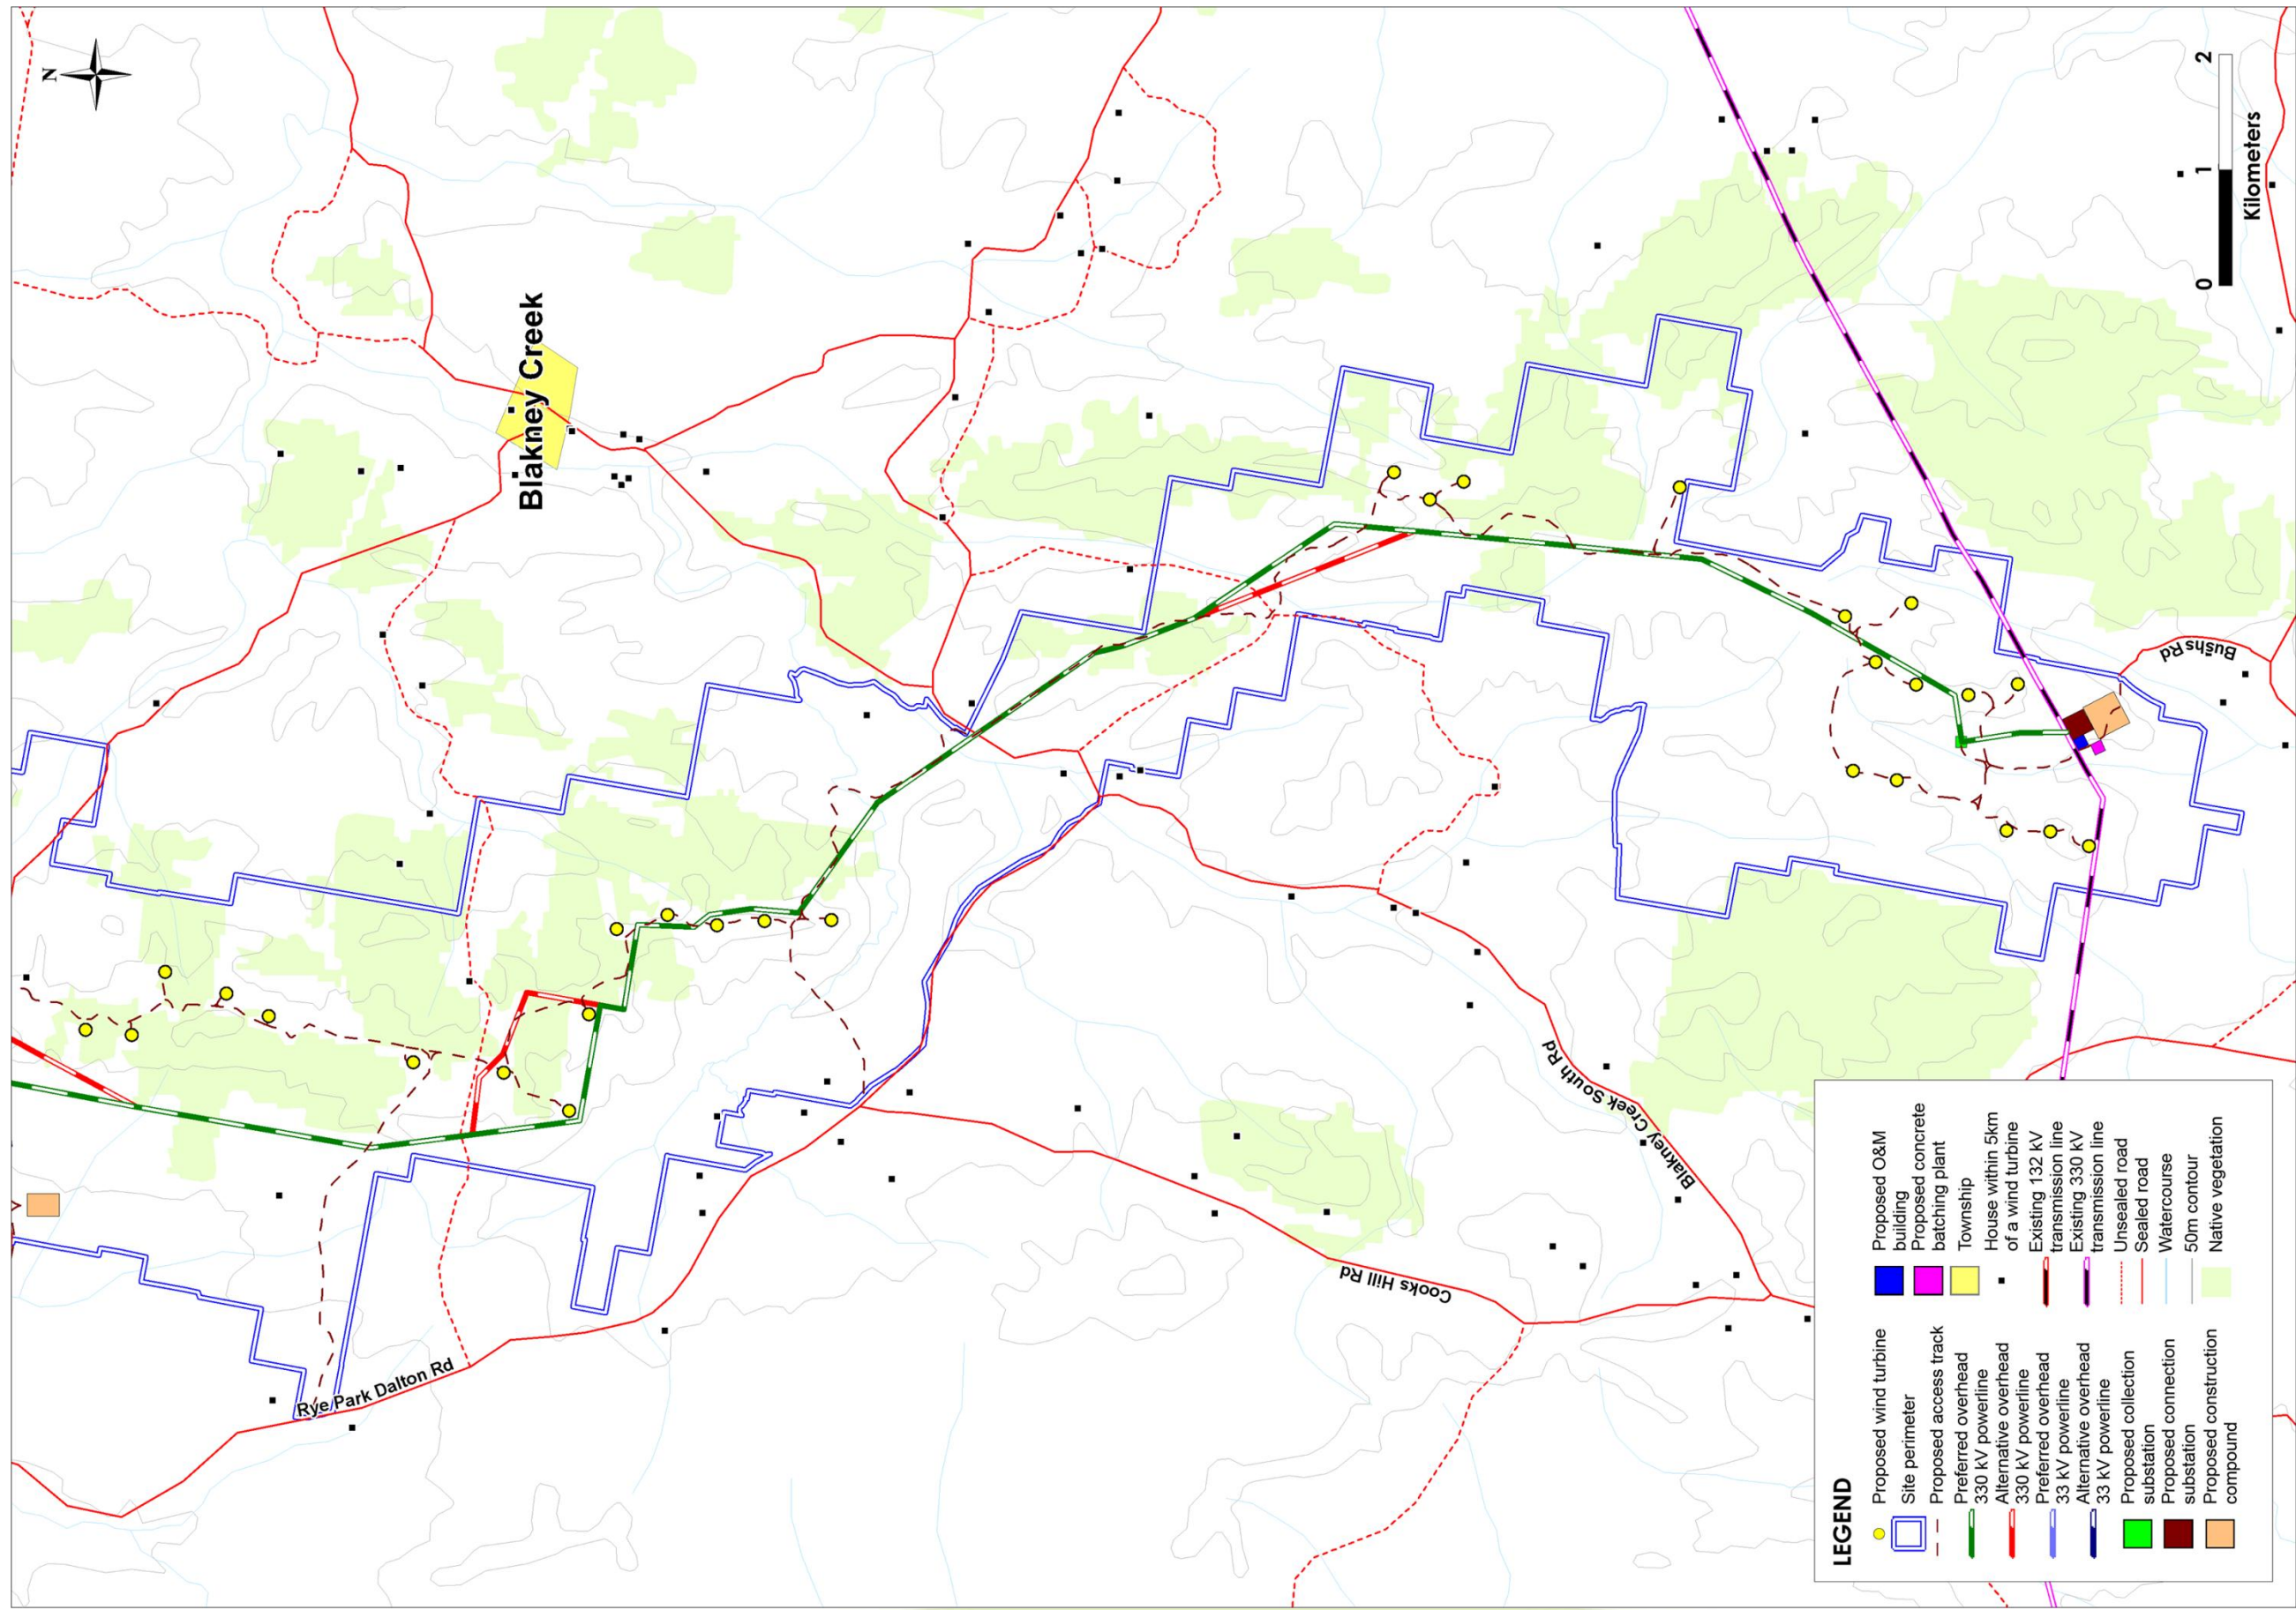 N
Blakney Creek
Rye Park Dalton Rd
Cooks Hill Rd
Blakney Creek South Rd
Bushs Rd
0 1 2
Kilometers
LEGEND
Proposed wind turbine
Site perimeter
Proposed access track
Preferred overhead
330 kV powerline
Alternative overhead
330 kV powerline
Preferred overhead
33 kV powerline
Alternative overhead
33 kV powerline
Proposed collection
substation
Proposed connection
substation
Proposed construction
compound
Proposed O&M
building
Proposed concrete
batching plant
Township
House within 5km
of a wind turbine
Existing 132 kV
transmission line
Existing 330 kV
transmission line
Unsealed road
Sealed road
Watercourse
50m contour
Native vegetation